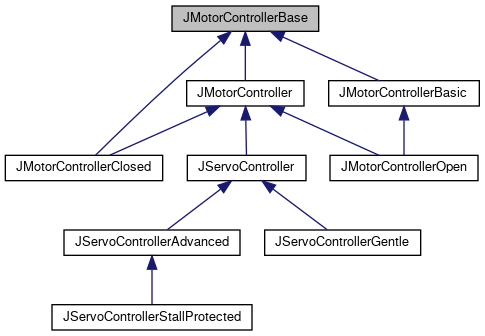 JMotorControllerBase
JMotorController
JMotorControllerBasic
JMotorControllerClosed
JServoController
JMotorControllerOpen
JServoControllerAdvanced
JServoControllerGentle
JServoControllerStallProtected